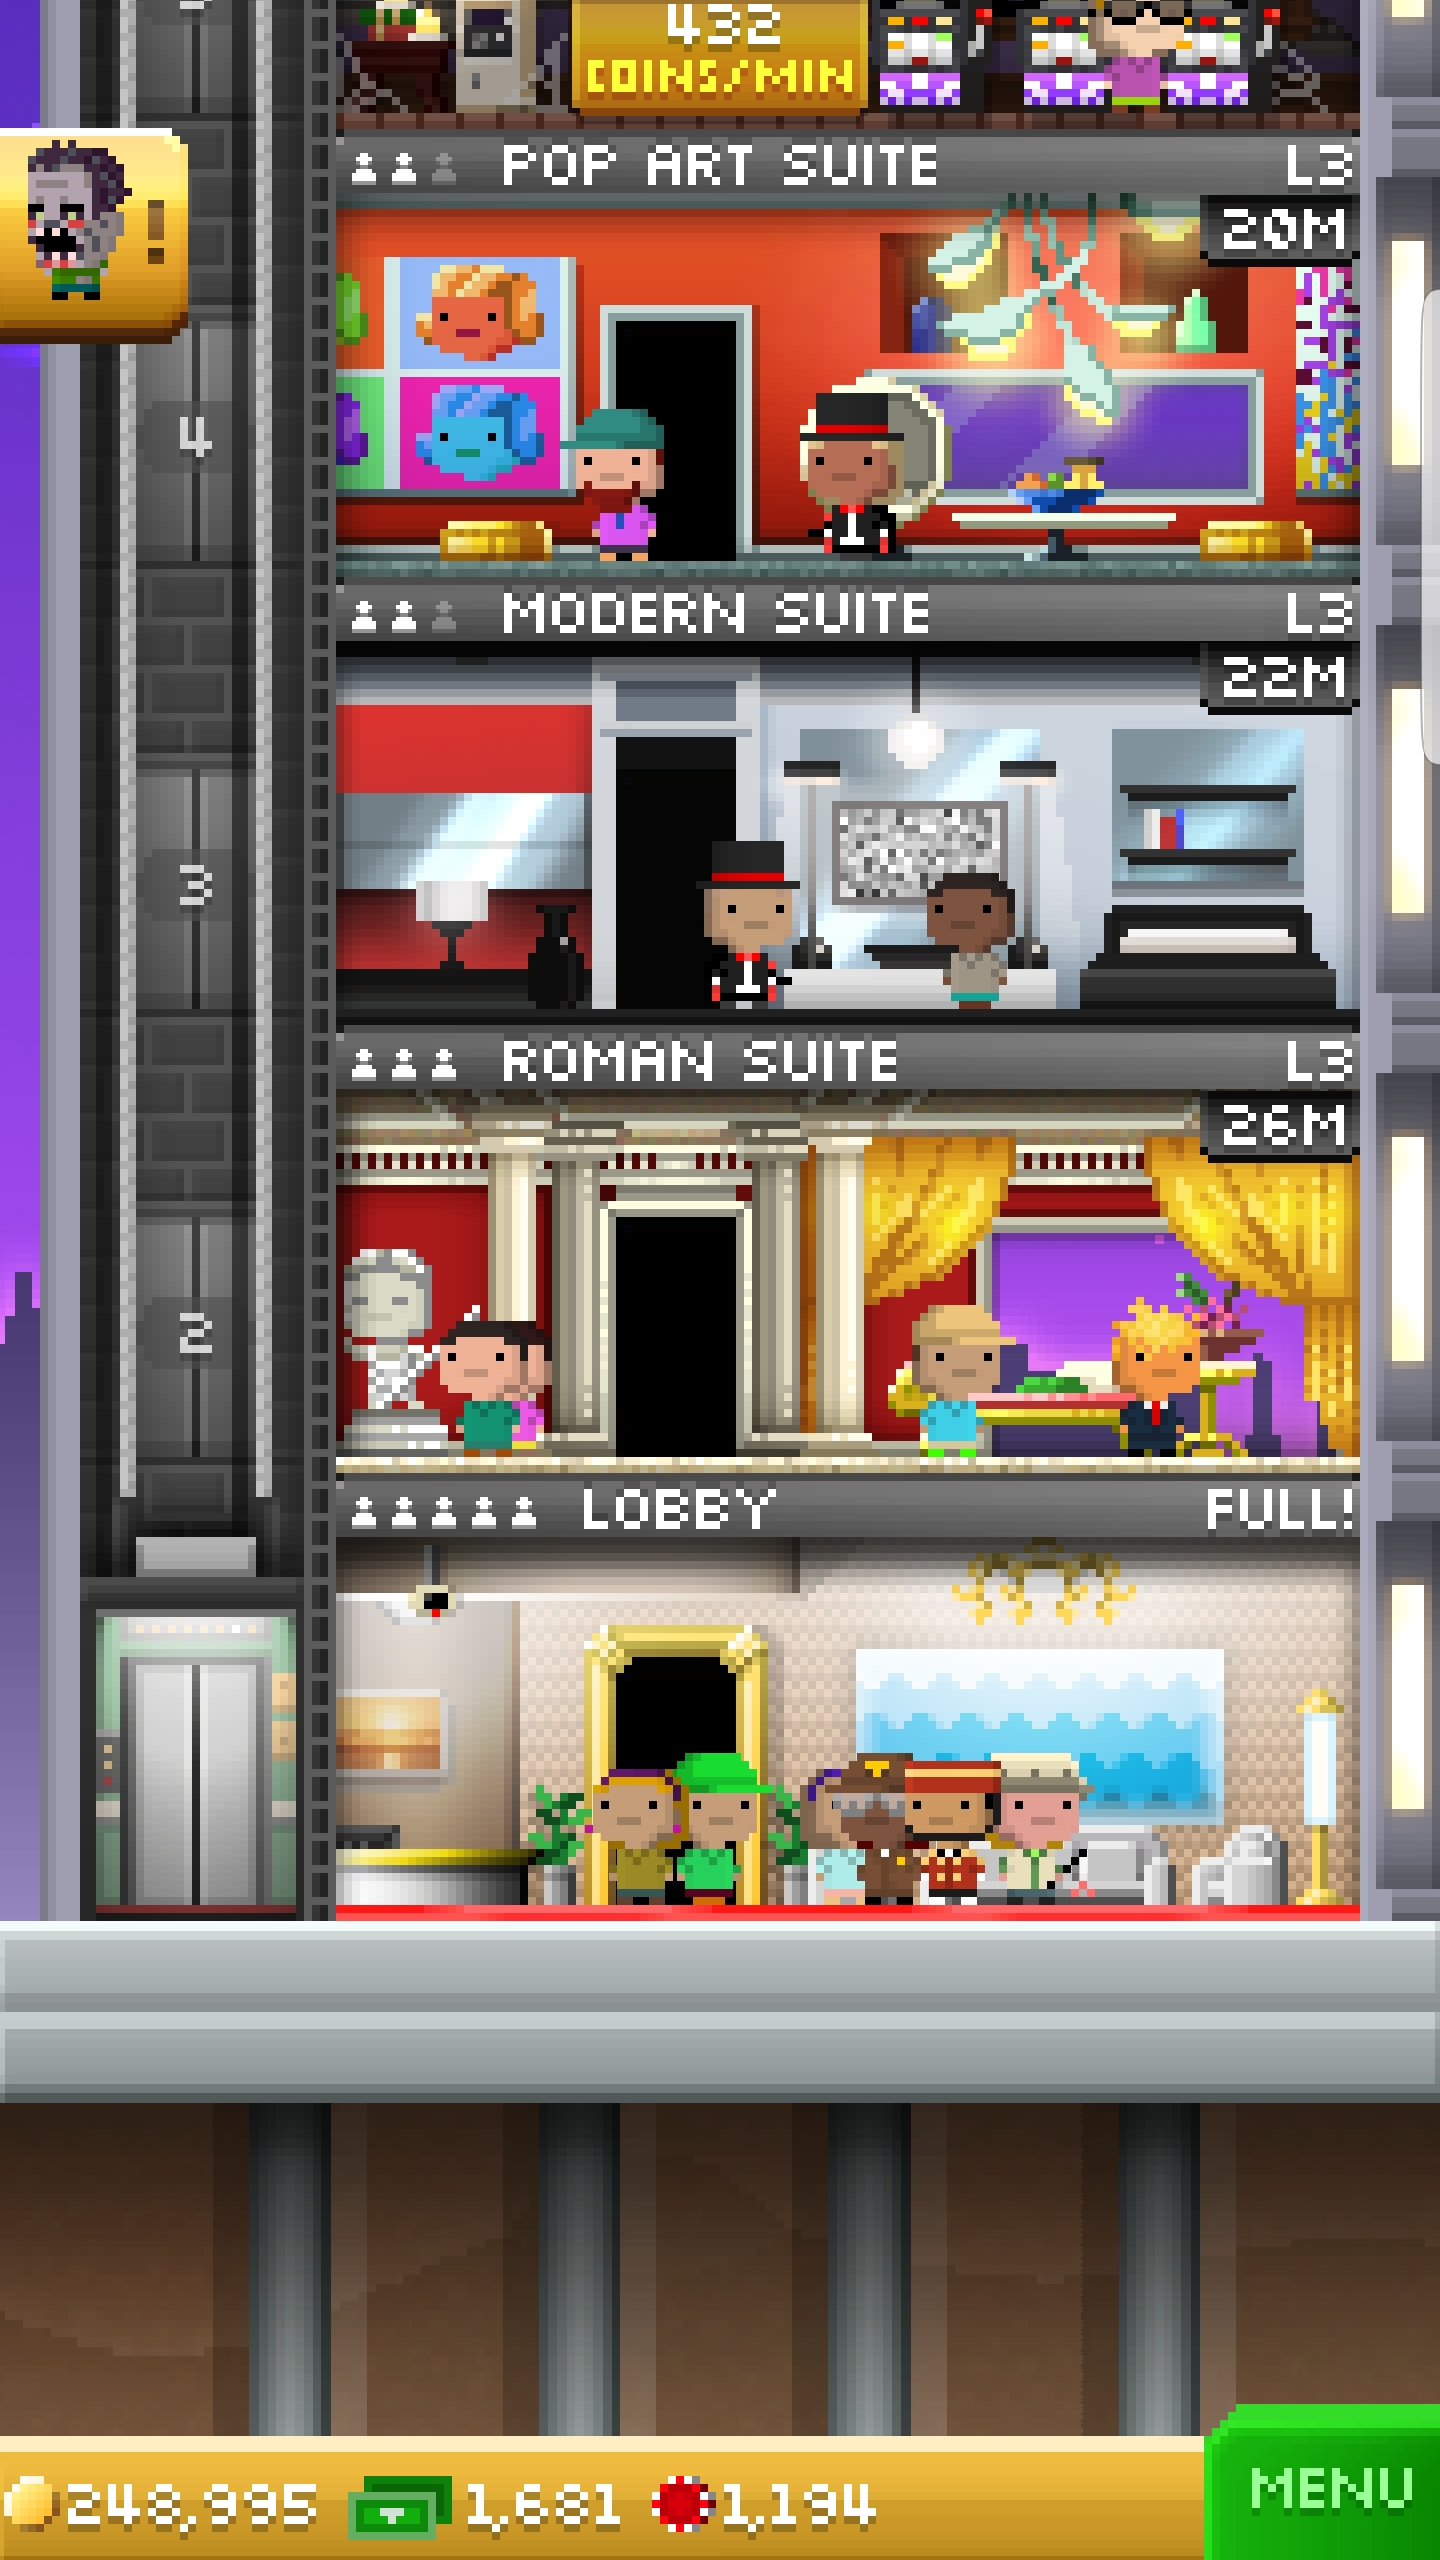 432
COINS/MIN
POP ART SUITE L3
20M
!
4
MODERN SUITE L3
22M
3
ROMAN SUITE L3
26M
2
LOBBY FULL!
248,995 1,681 1,194
MENU